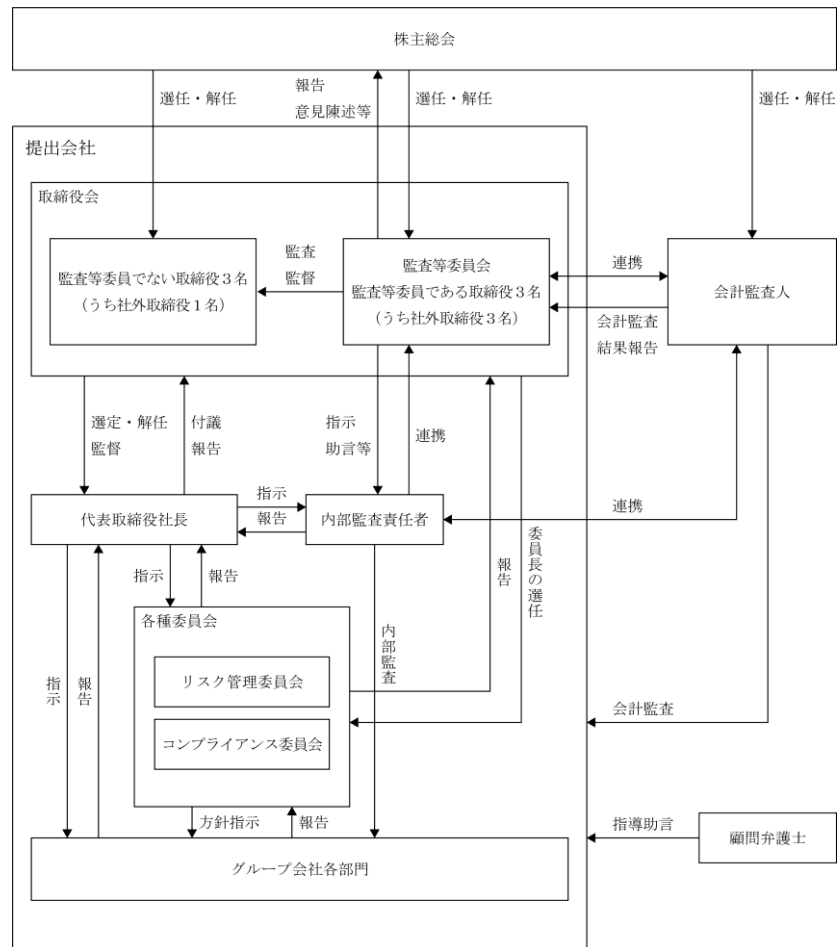 株主総会
選任・解任
報告
意見陳述等
選任・解任
選任・解任
提出会社
取締役会
監査等委員でない取締役３名
（うち社外取締役１名）
監査
監督
監査等委員会
監査等委員である取締役３名
（うち社外取締役３名）
連携
会計監査
結果報告
会計監査人
選定・解任
監督
付議
報告
指示
助言等
連携
代表取締役社長
指示
報告
内部監査責任者
連携
指示
報告
報告
委員長の選任
各種委員会
リスク管理委員会
コンプライアンス委員会
内部監査
指示
報告
会計監査
方針指示
報告
グループ会社各部門
指導助言
顧問弁護士